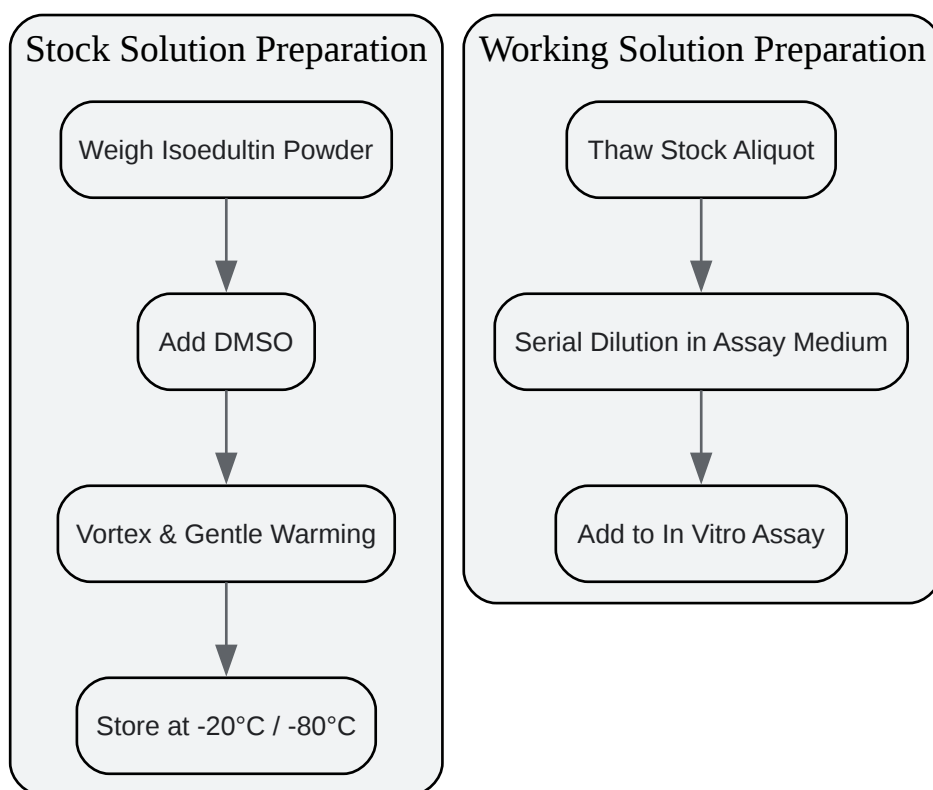 Stock Solution Preparation
Weigh Isoedultin Powder
Add DMSO
Vortex & Gentle Warming
Store at -20°C / -80°C
Working Solution Preparation
Thaw Stock Aliquot
Serial Dilution in Assay Medium
Add to In Vitro Assay